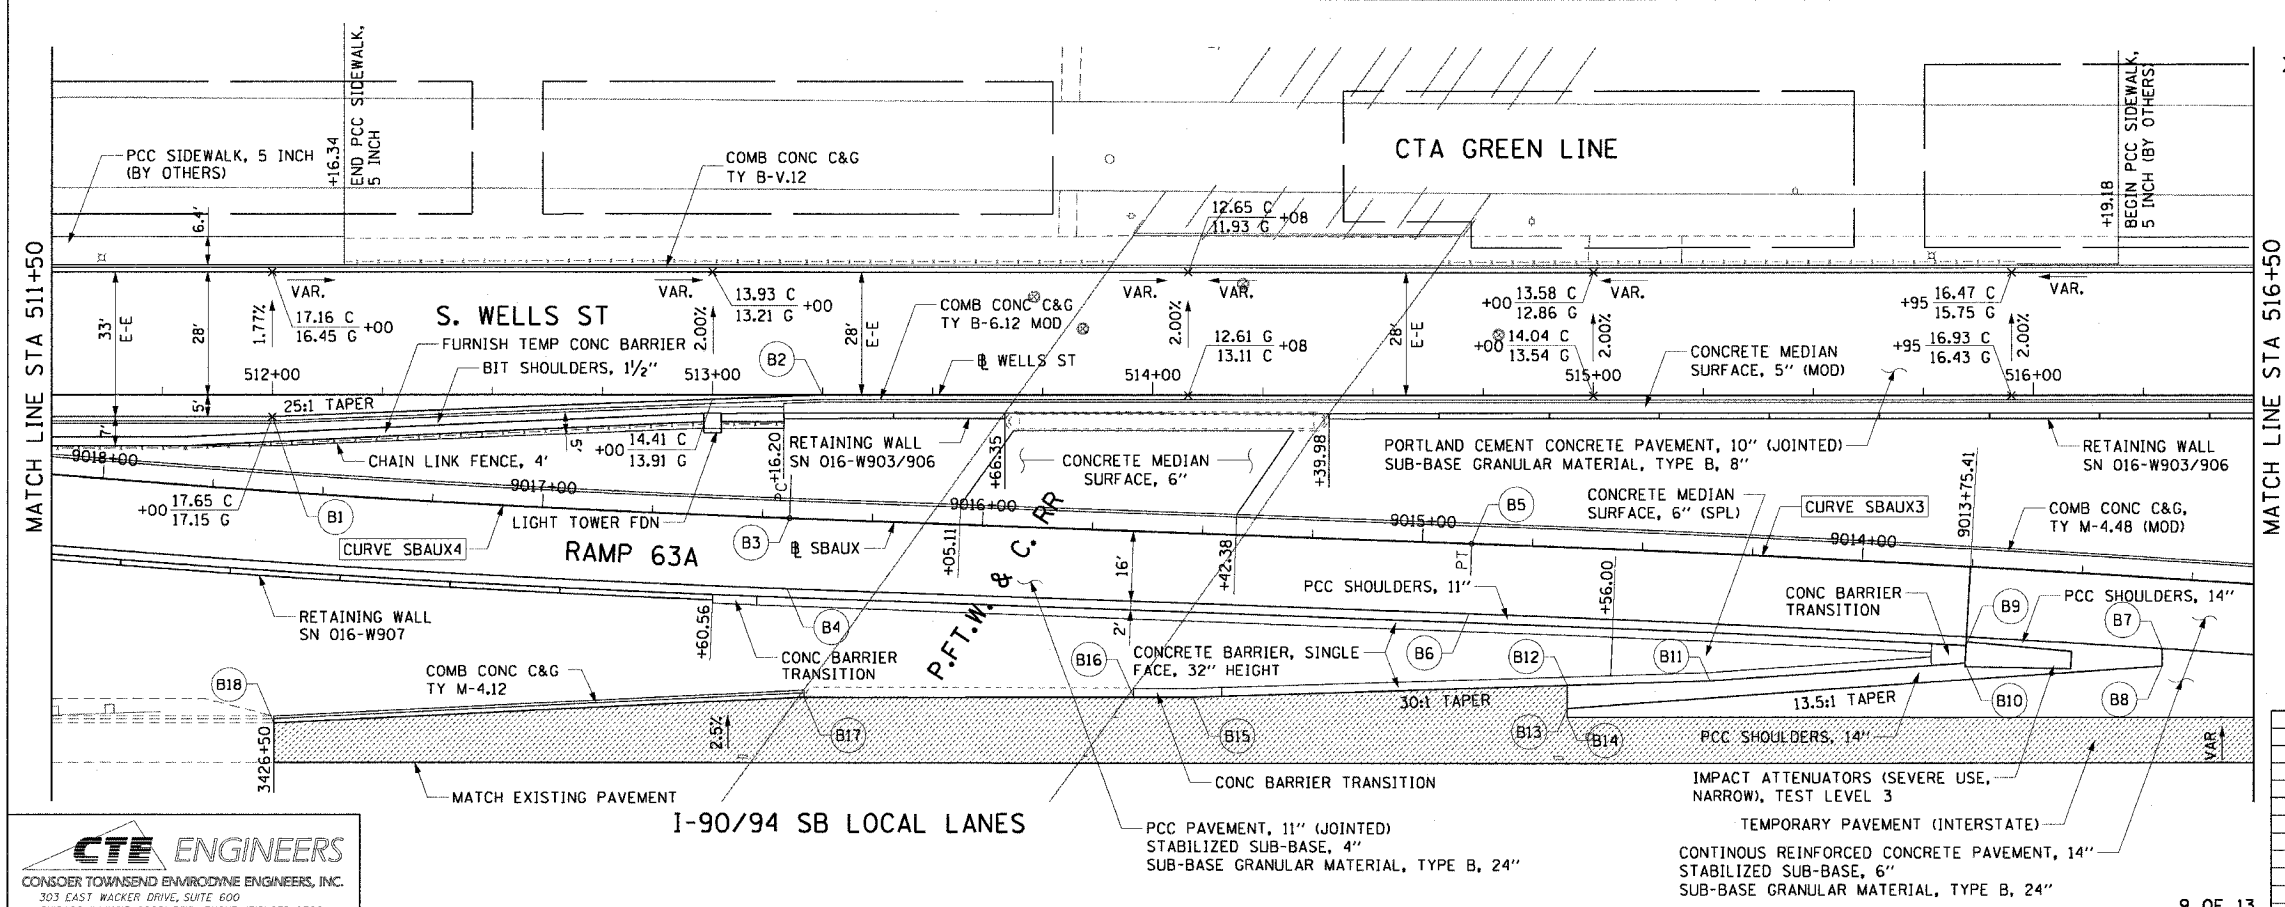 MATCH LINE STA 511+50
PCC SIDEWALK, 5 INCH
(BY OTHERS)
+16.34
END PCC SIDEWALK,
5 INCH
COMB CONC C&G
TY B-V.12
CTA GREEN LINE
+19.18
BEGIN PCC SIDEWALK,
5 INCH (BY OTHERS)
MATCH LINE STA 516+50
6.4'
12.65 C
11.93 G
+08
33'
E-E
28'
1.77%
VAR.
17.16 C
16.45 G
+00
S. WELLS ST
VAR.
2.00%
13.93 C
13.21 G
+00
28'
E-E
COMB CONC C&G
TY B-6.12 MOD
VAR.
VAR.
2.00%
12.61 G
13.11 C
+08
28'
E-E
+00
13.58 C
12.86 G
VAR.
+00
14.04 C
13.54 G
2.00%
+95
16.47 C
15.75 G
VAR.
+95
16.93 C
16.43 G
2.00%
FURNISH TEMP CONC BARRIER
BIT SHOULDERS, 1½"
B2
℄ WELLS ST
CONCRETE MEDIAN
SURFACE, 5" (MOD)
512+00
513+00
514+00
515+00
516+00
5'
25:1 TAPER
7'
5'
9018+00
CHAIN LINK FENCE, 4'
+00
14.41 C
13.91 G
PC
+16.20
RETAINING WALL
SN 016-W903/906
+66.35
CONCRETE MEDIAN
SURFACE, 6"
+39.98
PORTLAND CEMENT CONCRETE PAVEMENT, 10" (JOINTED)
SUB-BASE GRANULAR MATERIAL, TYPE B, 8"
RETAINING WALL
SN 016-W903/906
9017+00
9016+00
9015+00
9014+00
+00
17.65 C
17.15 G
B1
LIGHT TOWER FDN
B5
CONCRETE MEDIAN
SURFACE, 6" (SPL)
CURVE SBAUX3
9013+75.41
COMB CONC C&G,
TY M-4.48 (MOD)
CURVE SBAUX4
RAMP 63A
B3
℄ SBAUX
+05.11
P.FT.W. & C. RR
16'
+42.38
PT
PCC SHOULDERS, 11"
+56.00
CONC BARRIER
TRANSITION
B9
PCC SHOULDERS, 14"
B7
RETAINING WALL
SN 016-W907
+60.56
B4
2'
CONC BARRIER
TRANSITION
B16
CONCRETE BARRIER, SINGLE
FACE, 32" HEIGHT
B6
B12
B11
B18
COMB CONC C&G
TY M-4.12
30:1 TAPER
13.5:1 TAPER
B10
B8
3426+50
2.5%
B17
B15
B13
B14
PCC SHOULDERS, 14"
VAR
MATCH EXISTING PAVEMENT
CONC BARRIER TRANSITION
IMPACT ATTENUATORS (SEVERE USE,
NARROW), TEST LEVEL 3
I-90/94 SB LOCAL LANES
PCC PAVEMENT, 11" (JOINTED)
STABILIZED SUB-BASE, 4"
SUB-BASE GRANULAR MATERIAL, TYPE B, 24"
TEMPORARY PAVEMENT (INTERSTATE)
CONTINOUS REINFORCED CONCRETE PAVEMENT, 14"
STABILIZED SUB-BASE, 6"
SUB-BASE GRANULAR MATERIAL, TYPE B, 24"
CTE ENGINEERS
CONSOER TOWNSEND ENVIRODYNE ENGINEERS, INC.
303 EAST WACKER DRIVE, SUITE 600
9 OF 13